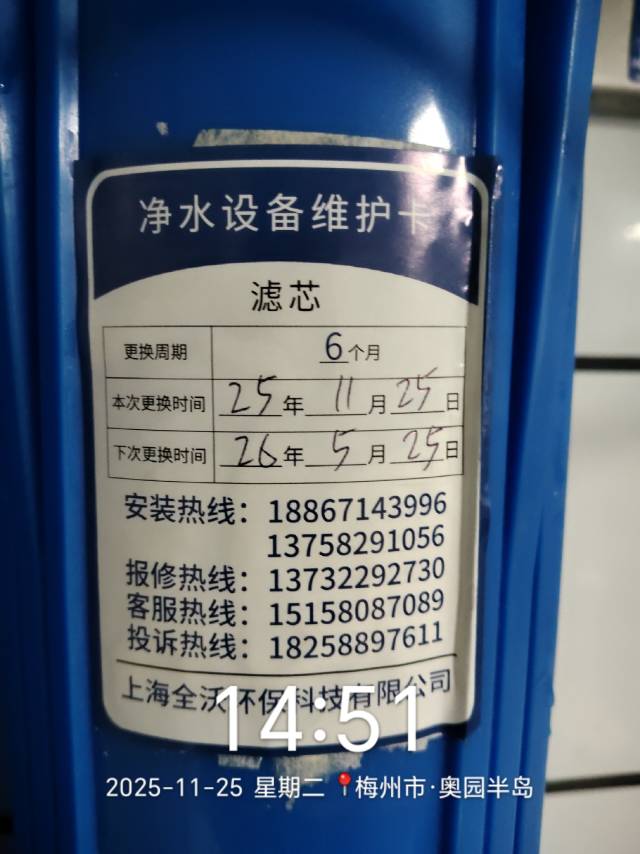 净水设备维护卡
滤芯
更换周期 6个月
本次更换时间 25年11月25日
下次更换时间 26年5月25日
安装热线：18867143996
13758291056
报修热线：13732292730
客服热线：15158087089
投诉热线：18258897611
上海全沃环保科技有限公司
14:51
2025-11-25 星期二 📍梅州市·奥园半岛